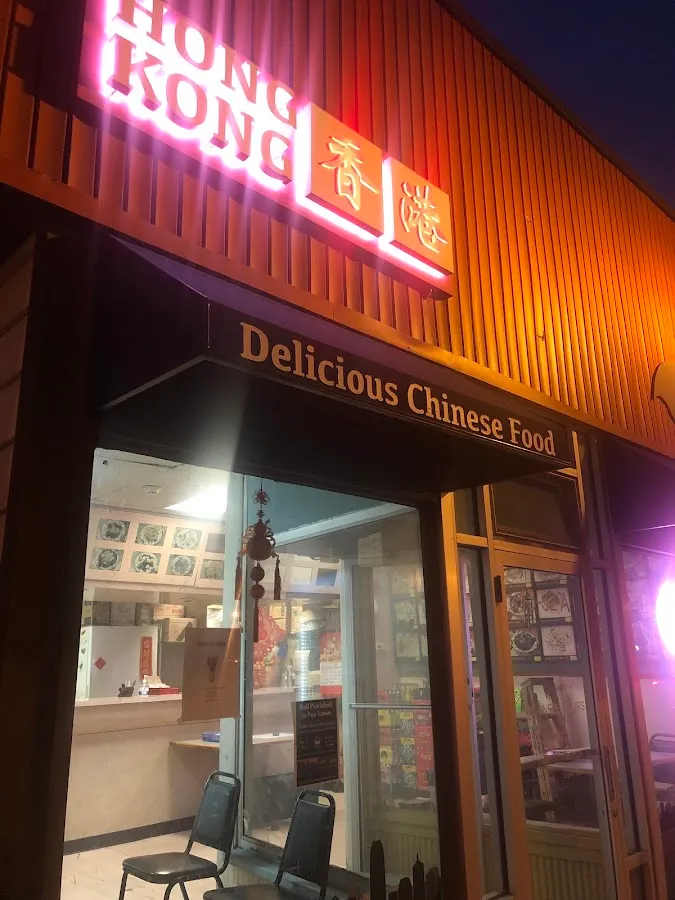 HONG
KONG
香港
Delicious Chinese Food